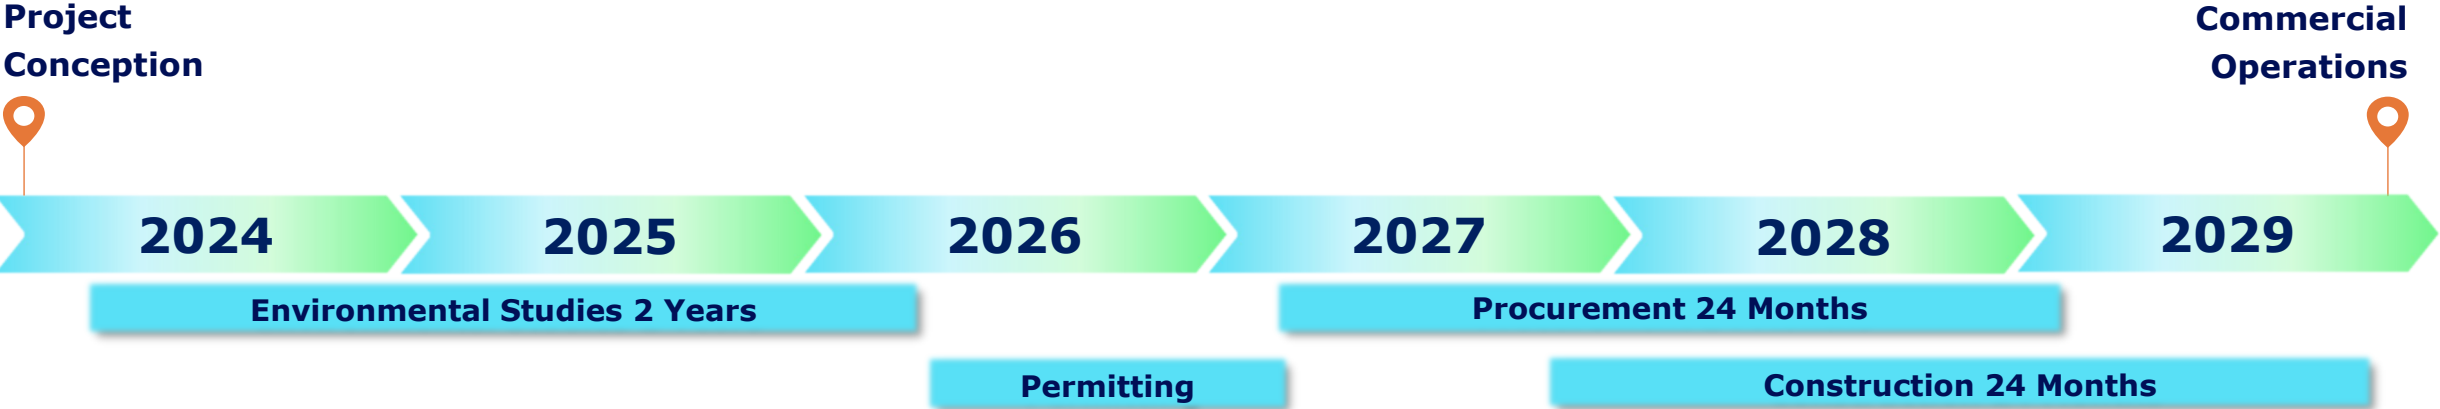 Project
Conception
Commercial
Operations
2024
2025
2026
2027
2028
2029
Environmental Studies 2 Years
Procurement 24 Months
Permitting
Construction 24 Months